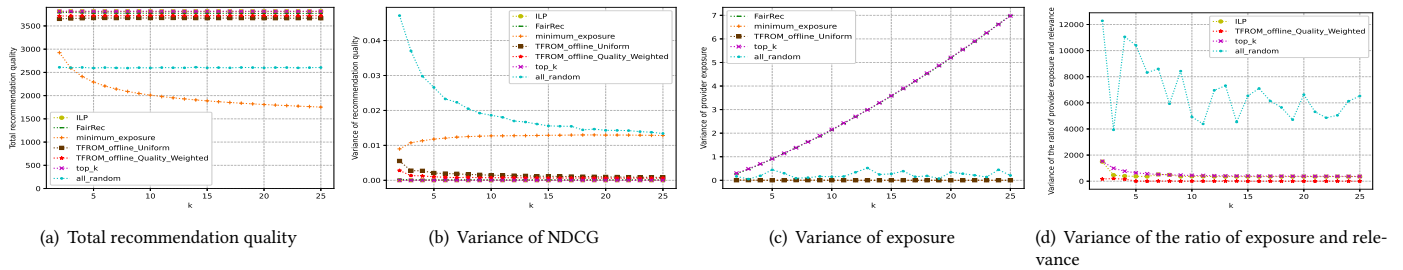 Total recommendation quality
3500
3000
2500
2000
1500
1000
500
0
5
10
15
20
25
k
ILP
FairRec
minimum_exposure
TFROM_offline_Uniform
TFROM_offline_Quality_Weighted
top_k
all_random
(a) Total recommendation quality
Variance of recommendation quality
0.04
0.03
0.02
0.01
0.00
5
10
15
20
25
k
ILP
FairRec
minimum_exposure
TFROM_offline_Uniform
TFROM_offline_Quality_Weighted
top_k
all_random
(b) Variance of NDCG
Variance of provider exposure
7
6
5
4
3
2
1
0
5
10
15
20
25
k
FairRec
minimum_exposure
TFROM_offline_Uniform
top_k
all_random
(c) Variance of exposure
Variance of the ratio of provider exposure and relevance
12000
10000
8000
6000
4000
2000
0
5
10
15
20
25
k
ILP
TFROM_offline_Quality_Weighted
top_k
all_random
(d) Variance of the ratio of exposure and rele-
vance